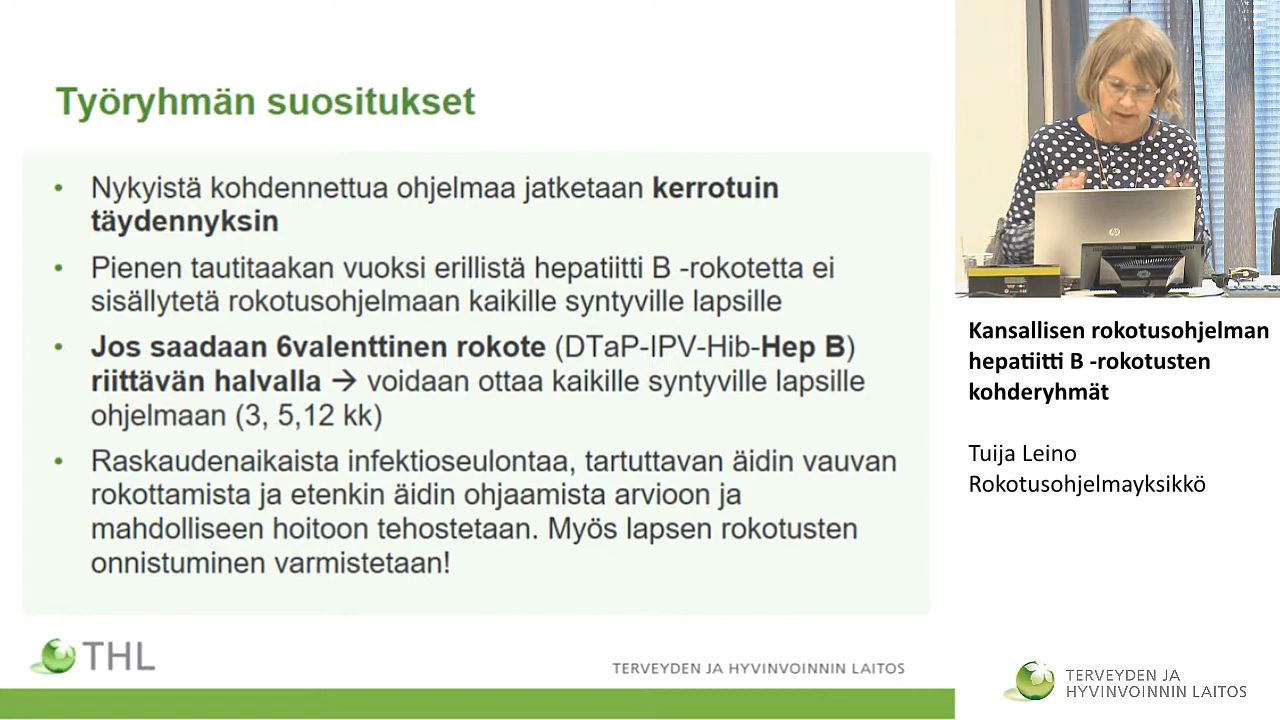 Työryhmän suositukset
• Nykyistä kohdennettua ohjelmaa jatketaan kerrotuin
täydennyksin
• Pienen tautitaakan vuoksi erillistä hepatiitti B -rokotetta ei
sisällytetä rokotusohjelmaan kaikille syntyville lapsille
• Jos saadaan 6valenttinen rokote (DTaP-IPV-Hib-Hep B)
riittävän halvalla → voidaan ottaa kaikille syntyville lapsille
ohjelmaan (3, 5,12 kk)
• Raskaudenaikaista infektioseulontaa, tartuttavan äidin vauvan
rokottamista ja etenkin äidin ohjaamista arvioon ja
mahdolliseen hoitoon tehostetaan. Myös lapsen rokotusten
onnistuminen varmistetaan!
THL
TERVEYDEN JA HYVINVOINNIN LAITOS
hp
Kansallisen rokotusohjelman
hepatiitti B -rokotusten
kohderyhmät
Tuija Leino
Rokotusohjelmayksikkö
TERVEYDEN JA
HYVINVOINNIN LAITOS